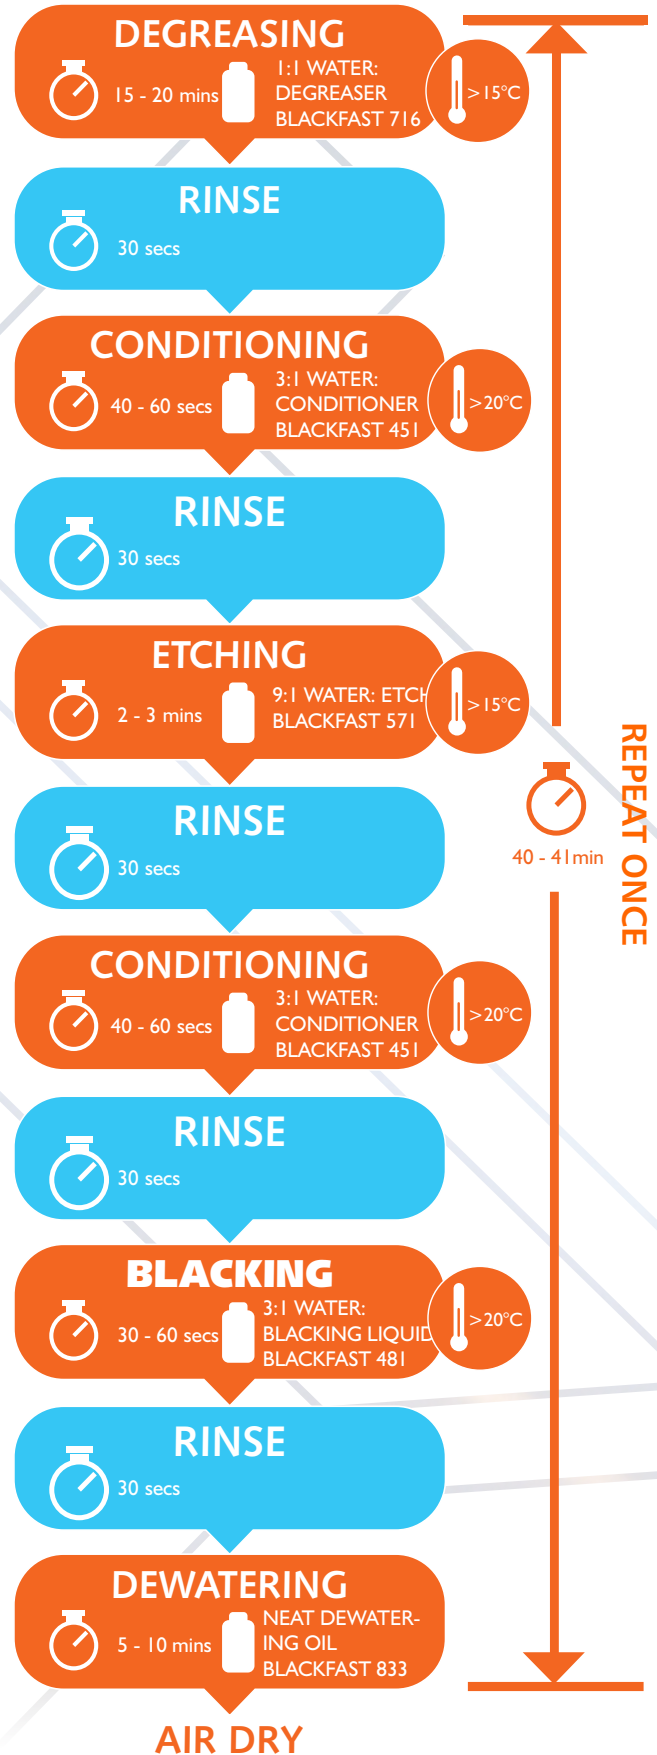 DEGREASING
15 - 20 mins
1:1 WATER:
DEGREASER
BLACKFAST 716
>15°C
RINSE
30 secs
CONDITIONING
40 - 60 secs
3:1 WATER:
CONDITIONER
BLACKFAST 451
>20°C
RINSE
30 secs
ETCHING
2 - 3 mins
9:1 WATER: ETCH
BLACKFAST 571
>15°C
RINSE
30 secs
REPEAT ONCE
40 - 41min
CONDITIONING
40 - 60 secs
3:1 WATER:
CONDITIONER
BLACKFAST 451
>20°C
RINSE
30 secs
BLACKING
30 - 60 secs
3:1 WATER:
BLACKING LIQUID
BLACKFAST 481
>20°C
RINSE
30 secs
DEWATERING
5 - 10 mins
NEAT DEWATER-
ING OIL
BLACKFAST 833
AIR DRY